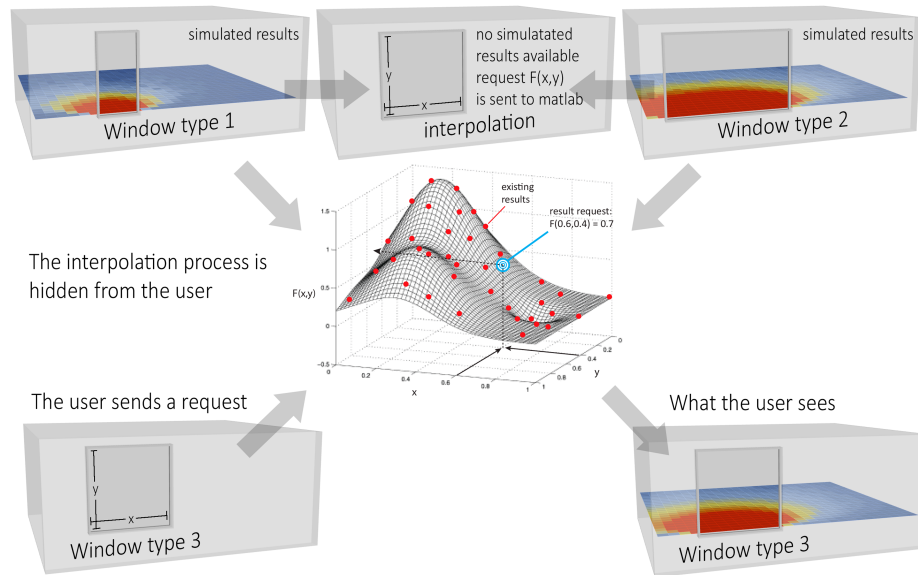 simulated results
Window type 1
no simulatated
results available
request F(x,y)
is sent to matlab
y
x
interpolation
simulated results
Window type 2
existing
results
result request:
F(0.6,0.4) = 0.7
The interpolation process is
hidden from the user
F(x,y)
1.5
1
0.5
0
-0.5
0
0.2
0.4
0.6
0.8
1
x
0
0.2
0.4
0.6
0.8
1
y
The user sends a request
y
x
Window type 3
What the user sees
Window type 3